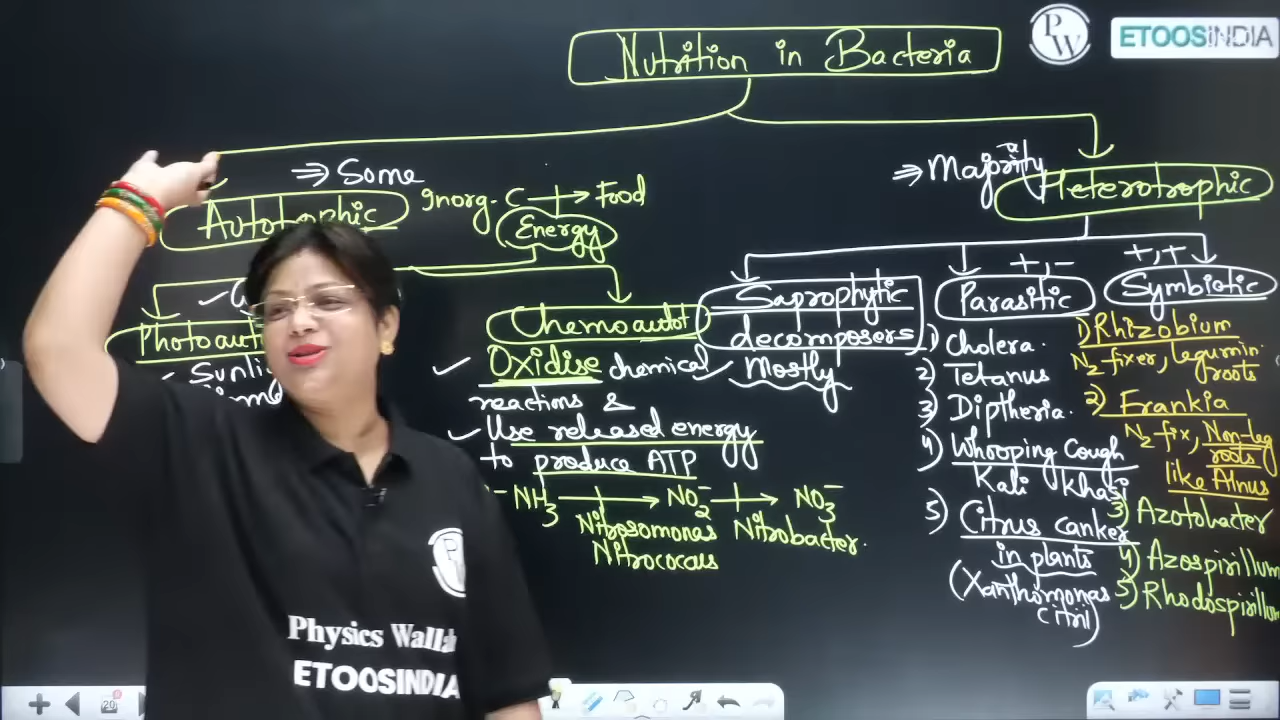 Nutrition in Bacteria
PW
ETOOSINDIA
⇒ Some
Autotrophic
Inorg. C → Food
Energy
Photoaut
Sunli
Chemoautot
✓ Oxidise chemical
reactions &
✓ Use released energy
to produce ATP
NH3 → NO2⁻ → NO3⁻
Nitrosomonas Nitrobacter.
Nitrococcus
⇒ Majority
Heterotrophic
Saprophytic
decomposers
✓ Mostly
+, -
Parasitic
1) Cholera.
2) Tetanus
3) Diptheria.
4) Whooping Cough
Kali Khasi
5) Citrus canker
in plants
(Xanthomonas
citri)
+, +
Symbiotic
1) Rhizobium
N2 fixer, legumin.
roots
2) Frankia
N2 fix, Non-leg
roots
like Alnus
3) Azotobacter
4) Azospirillum
5) Rhodospirillum
PW
Physics Wallah
ETOOSINDIA
20